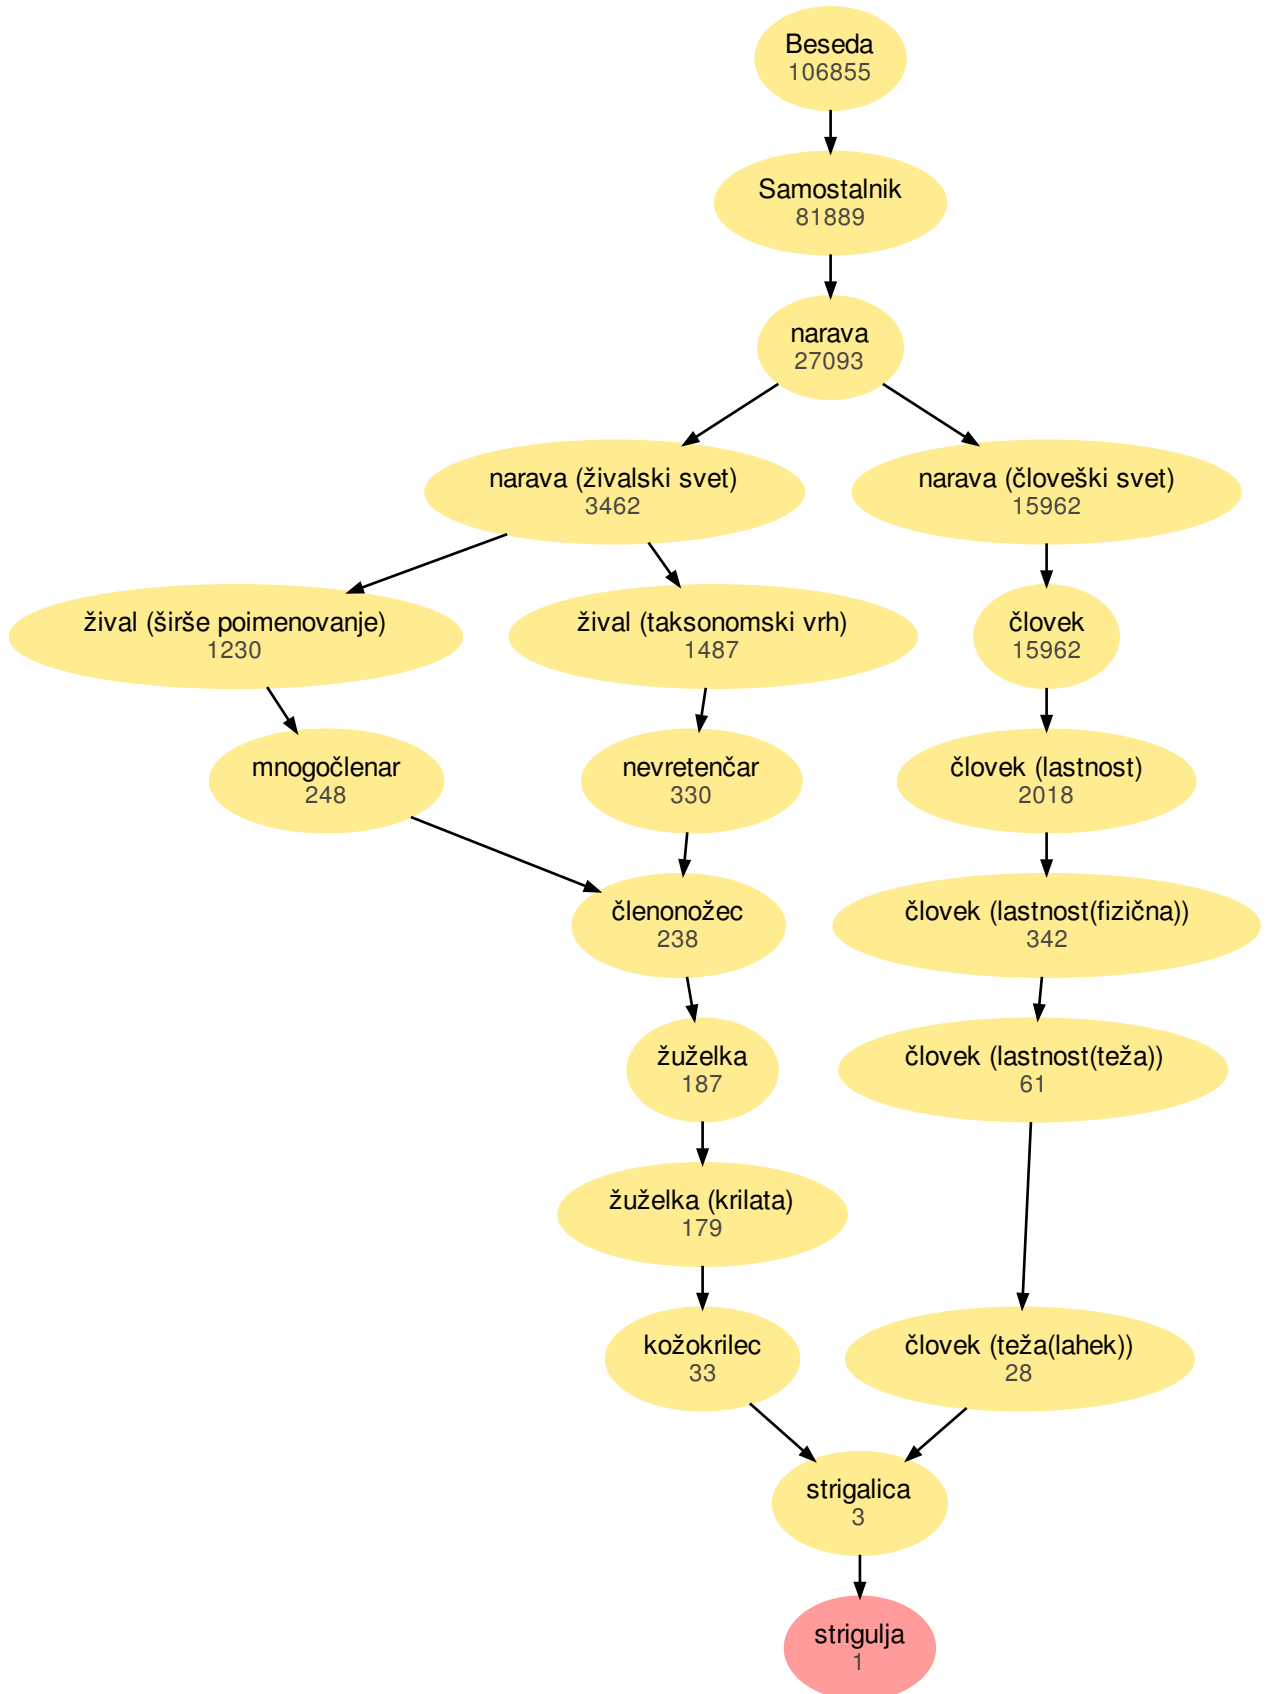 Beseda
106855
Samostalnik
81889
narava
27093
narava (živalski svet)
3462
narava (človeški svet)
15962
žival (širše poimenovanje)
1230
žival (taksonomski vrh)
1487
človek
15962
mnogočlenar
248
nevretenčar
330
človek (lastnost)
2018
členonožec
238
človek (lastnost(fizična))
342
žuželka
187
človek (lastnost(teža))
61
žuželka (krilata)
179
kožokrilec
33
človek (teža(lahek))
28
strigalica
3
strigulja
1